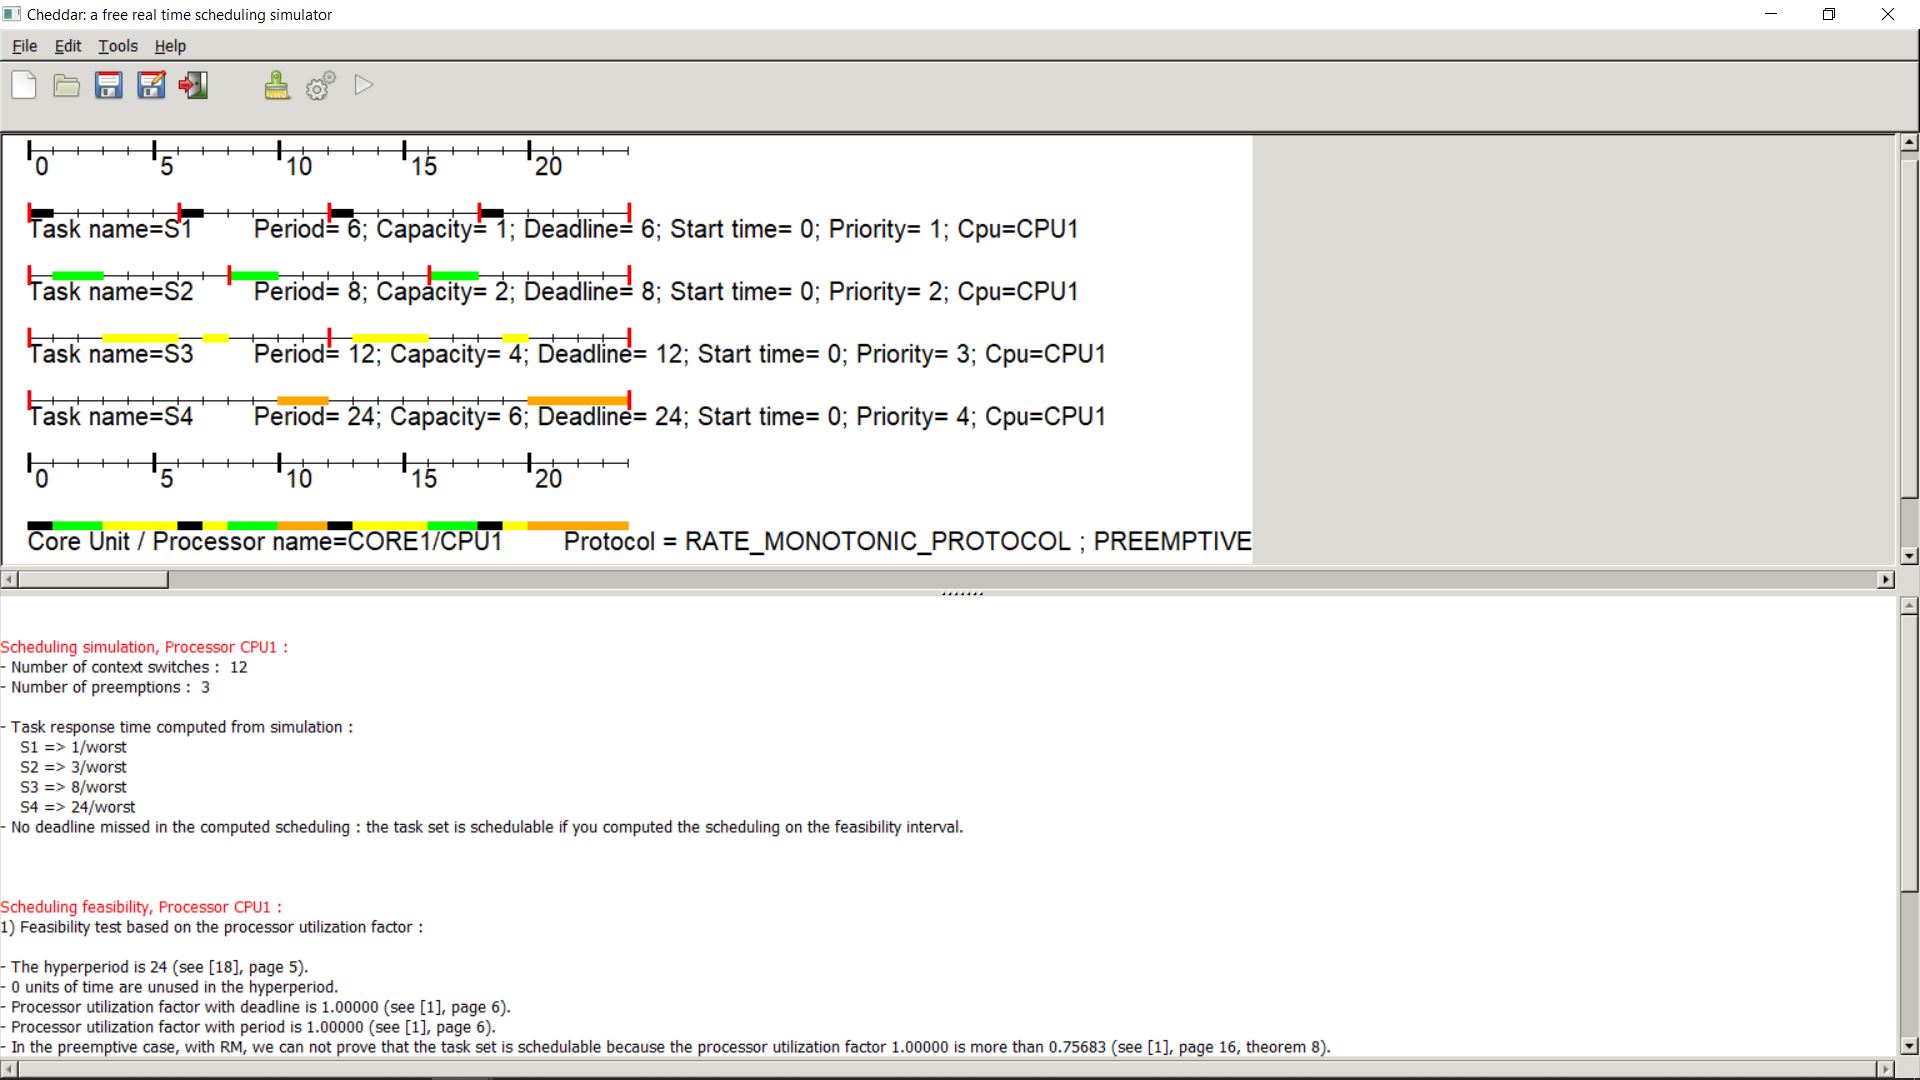 Cheddar: a free real time scheduling simulator
File Edit Tools Help
0 5 10 15 20
Task name=S1 Period= 6; Capacity= 1; Deadline= 6; Start time= 0; Priority= 1; Cpu=CPU1
Task name=S2 Period= 8; Capacity= 2; Deadline= 8; Start time= 0; Priority= 2; Cpu=CPU1
Task name=S3 Period= 12; Capacity= 4; Deadline= 12; Start time= 0; Priority= 3; Cpu=CPU1
Task name=S4 Period= 24; Capacity= 6; Deadline= 24; Start time= 0; Priority= 4; Cpu=CPU1
0 5 10 15 20
Core Unit / Processor name=CORE1/CPU1 Protocol = RATE_MONOTONIC_PROTOCOL ; PREEMPTIVE
Scheduling simulation, Processor CPU1 :
- Number of context switches : 12
- Number of preemptions : 3
- Task response time computed from simulation :
S1 => 1/worst
S2 => 3/worst
S3 => 8/worst
S4 => 24/worst
- No deadline missed in the computed scheduling : the task set is schedulable if you computed the scheduling on the feasibility interval.
Scheduling feasibility, Processor CPU1 :
1) Feasibility test based on the processor utilization factor :
- The hyperperiod is 24 (see [18], page 5).
- 0 units of time are unused in the hyperperiod.
- Processor utilization factor with deadline is 1.00000 (see [1], page 6).
- Processor utilization factor with period is 1.00000 (see [1], page 6).
- In the preemptive case, with RM, we can not prove that the task set is schedulable because the processor utilization factor 1.00000 is more than 0.75683 (see [1], page 16, theorem 8).